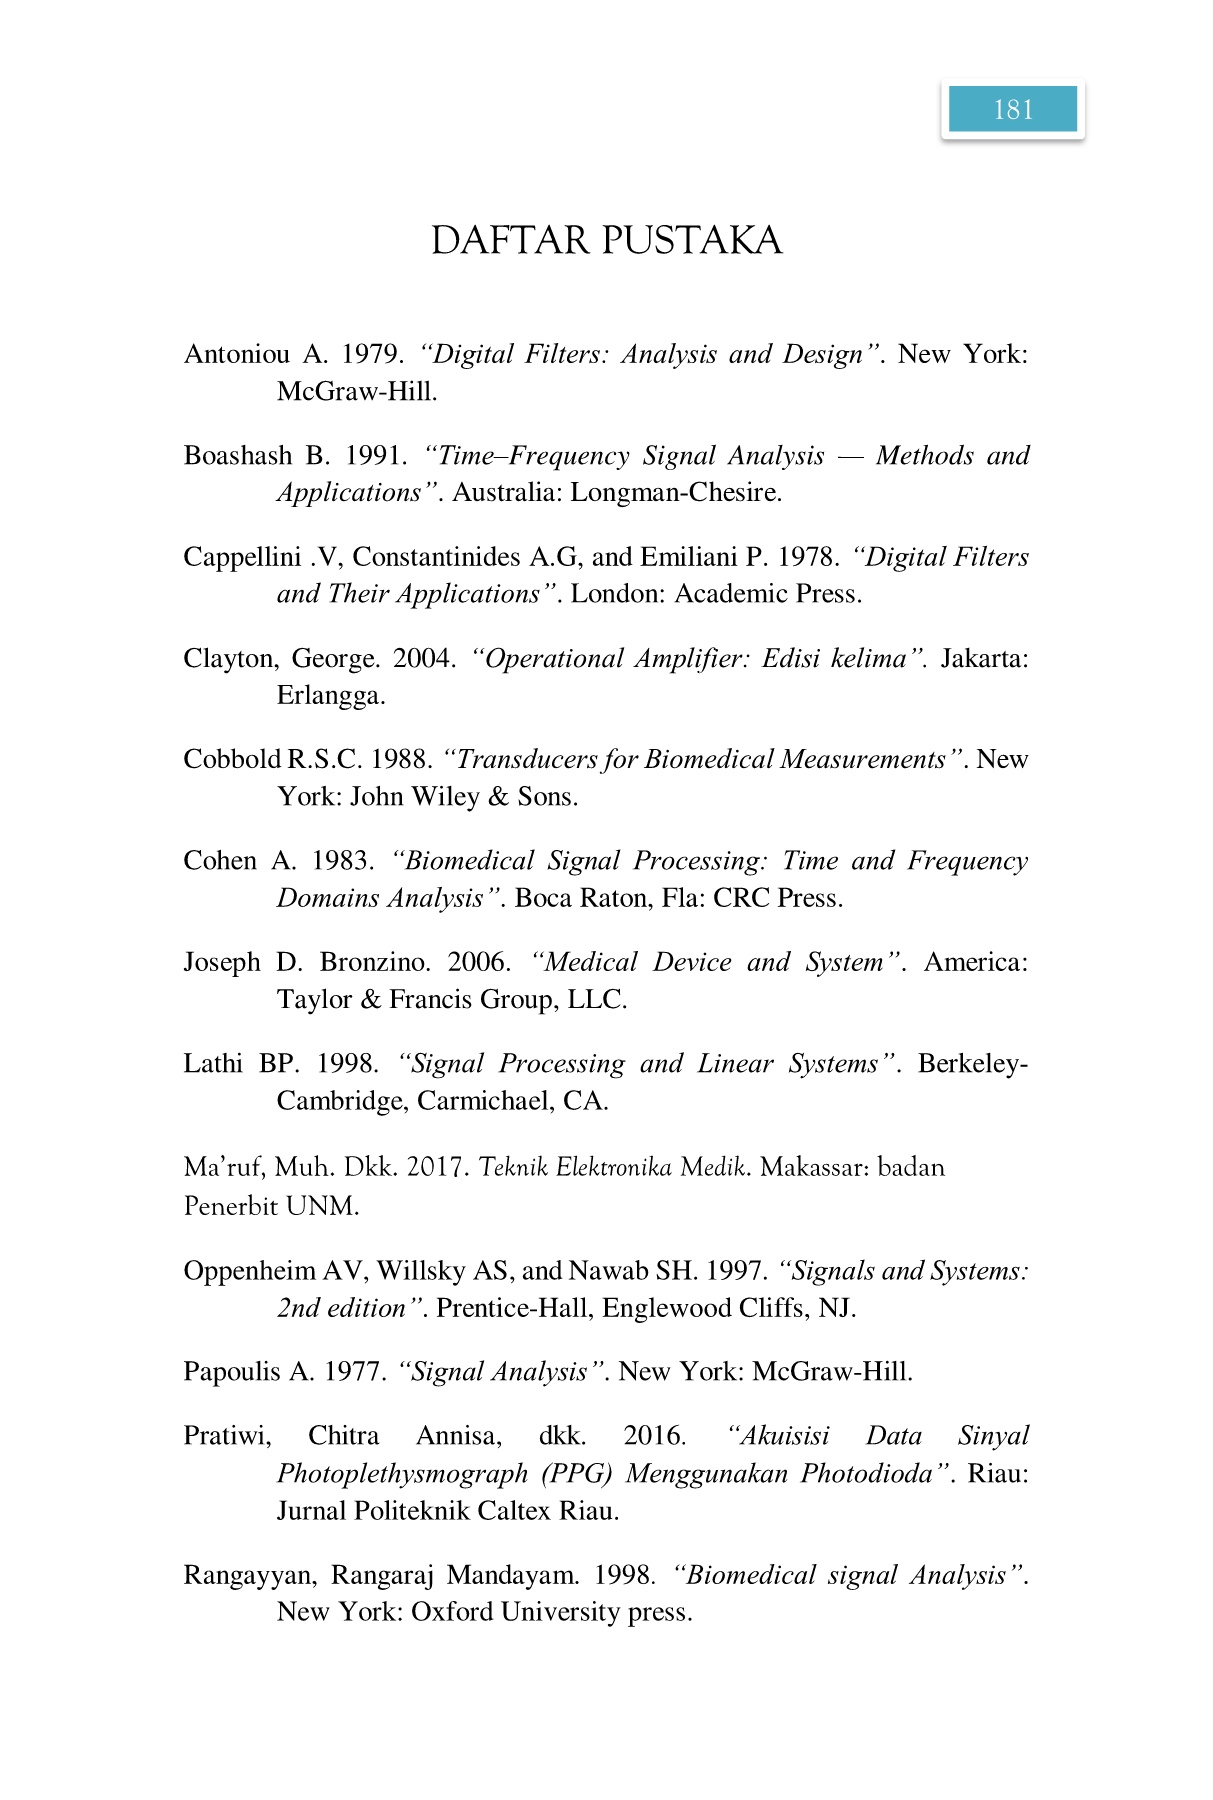 181
DAFTAR PUSTAKA
Antoniou A. 1979. “Digital Filters: Analysis and Design”. New York:
McGraw-Hill.
Boashash B. 1991. “Time–Frequency Signal Analysis — Methods and
Applications”. Australia: Longman-Chesire.
Cappellini .V, Constantinides A.G, and Emiliani P. 1978. “Digital Filters
and Their Applications”. London: Academic Press.
Clayton, George. 2004. “Operational Amplifier: Edisi kelima”. Jakarta:
Erlangga.
Cobbold R.S.C. 1988. “Transducers for Biomedical Measurements”. New
York: John Wiley & Sons.
Cohen A. 1983. “Biomedical Signal Processing: Time and Frequency
Domains Analysis”. Boca Raton, Fla: CRC Press.
Joseph D. Bronzino. 2006. “Medical Device and System”. America:
Taylor & Francis Group, LLC.
Lathi BP. 1998. “Signal Processing and Linear Systems”. Berkeley-
Cambridge, Carmichael, CA.
Ma’ruf, Muh. Dkk. 2017. Teknik Elektronika Medik. Makassar: badan
Penerbit UNM.
Oppenheim AV, Willsky AS, and Nawab SH. 1997. “Signals and Systems:
2nd edition”. Prentice-Hall, Englewood Cliffs, NJ.
Papoulis A. 1977. “Signal Analysis”. New York: McGraw-Hill.
Pratiwi, Chitra Annisa, dkk. 2016. “Akuisisi Data Sinyal
Photoplethysmograph (PPG) Menggunakan Photodioda”. Riau:
Jurnal Politeknik Caltex Riau.
Rangayyan, Rangaraj Mandayam. 1998. “Biomedical signal Analysis”.
New York: Oxford University press.